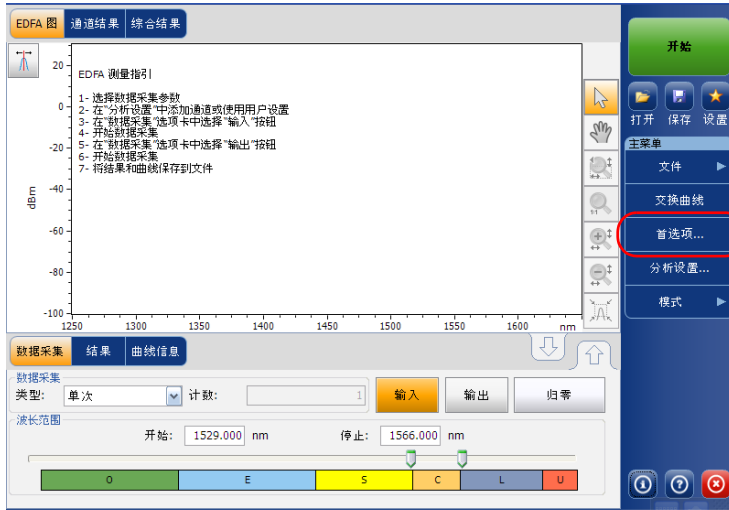 EDFA 图
通道结果
综合结果
开始
打开
保存
设置
主菜单
文件
交换曲线
首选项...
分析设置...
模式
EDFA 测量指引
1- 选择数据采集参数
2- 在"分析设置"中添加通道或使用用户设置
3- 在"数据采集"选项卡中选择"输入"按钮
4- 开始数据采集
5- 在"数据采集"选项卡中选择"输出"按钮
6- 开始数据采集
7- 将结果和曲线保存到文件
dBm
20
0
-20
-40
-60
-80
-100
1250 1300 1350 1400 1450 1500 1550 1600 nm
1:1
数据采集
结果
曲线信息
数据采集
类型: 单次 计数: 1 输入 输出 归零
波长范围
开始: 1529.000 nm 停止: 1566.000 nm
O E S C L U